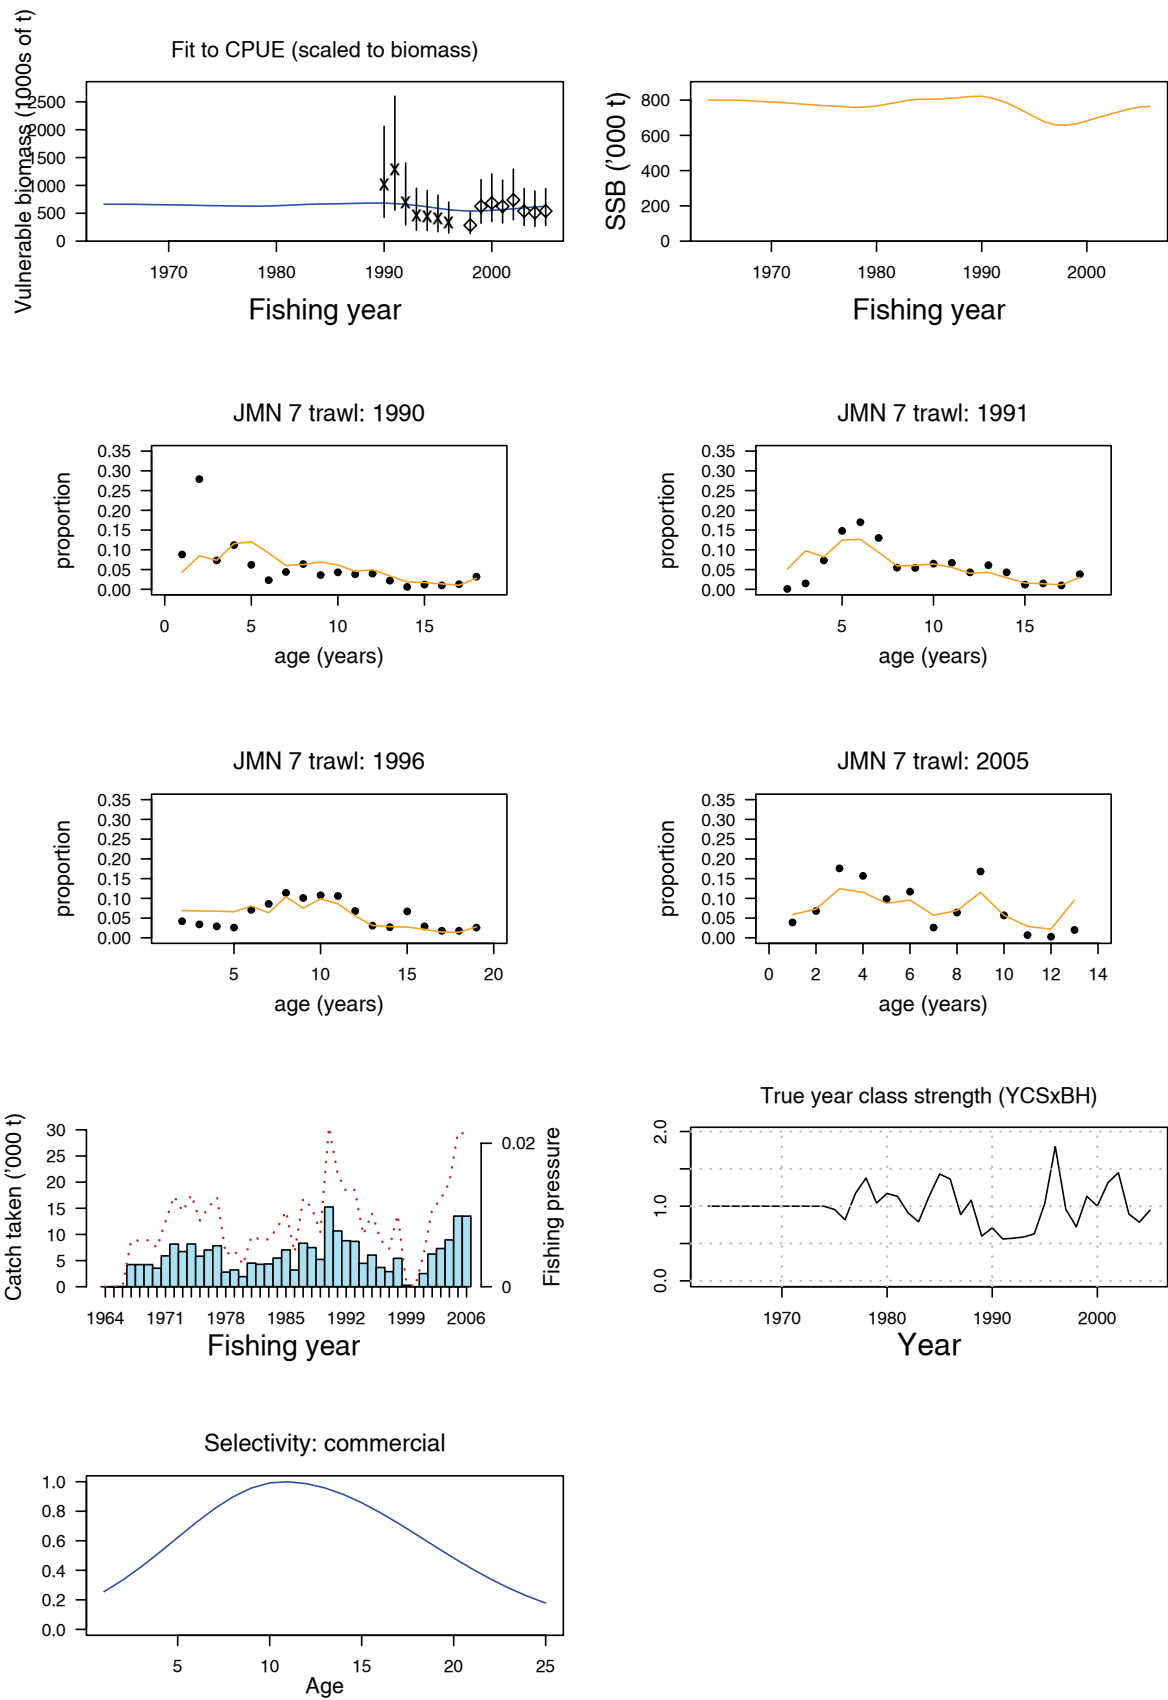 Fit to CPUE (scaled to biomass)
Vulnerable biomass (1000s of t)
2500
2000
1500
1000
500
0
1970 1980 1990 2000
Fishing year
SSB ('000 t)
800
600
400
200
0
1970 1980 1990 2000
Fishing year
JMN 7 trawl: 1990
proportion
0.35
0.30
0.25
0.20
0.15
0.10
0.05
0.00
0 5 10 15
age (years)
JMN 7 trawl: 1991
proportion
0.35
0.30
0.25
0.20
0.15
0.10
0.05
0.00
5 10 15
age (years)
JMN 7 trawl: 1996
proportion
0.35
0.30
0.25
0.20
0.15
0.10
0.05
0.00
5 10 15 20
age (years)
JMN 7 trawl: 2005
proportion
0.35
0.30
0.25
0.20
0.15
0.10
0.05
0.00
0 2 4 6 8 10 12 14
age (years)
Catch taken ('000 t)
30
25
20
15
10
5
0
0.02
0
Fishing pressure
1964 1971 1978 1985 1992 1999 2006
Fishing year
True year class strength (YCSxBH)
2.0
1.0
0.0
1970 1980 1990 2000
Year
Selectivity: commercial
1.0
0.8
0.6
0.4
0.2
0.0
5 10 15 20 25
Age